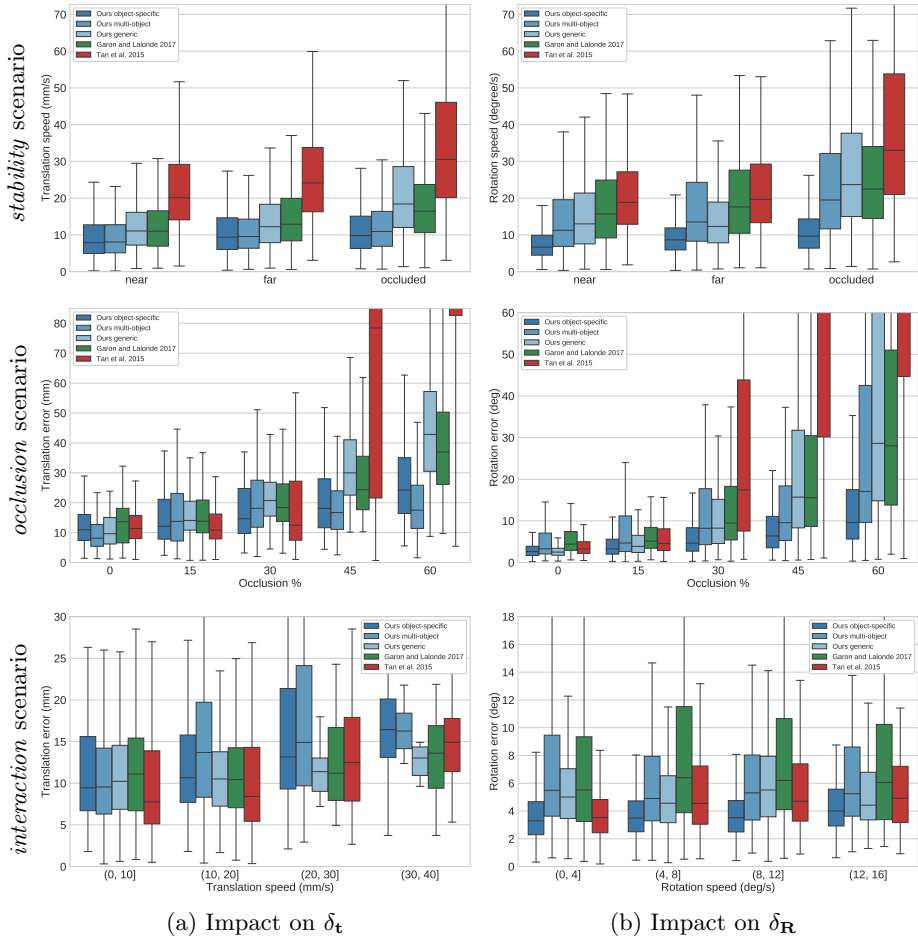 stability scenario
Translation speed (mm/s)
70
60
50
40
30
20
10
0
Ours object-specific
Ours multi-object
Ours generic
Garon and Lalonde 2017
Tan et al. 2015
near
far
occluded
Rotation speed (degree/s)
70
60
50
40
30
20
10
0
Ours object-specific
Ours multi-object
Ours generic
Garon and Lalonde 2017
Tan et al. 2015
near
far
occluded
occlusion scenario
Translation error (mm)
80
70
60
50
40
30
20
10
0
Ours object-specific
Ours multi-object
Ours generic
Garon and Lalonde 2017
Tan et al. 2015
0
15
30
45
60
Occlusion %
Rotation error (deg)
60
50
40
30
20
10
0
Ours object-specific
Ours multi-object
Ours generic
Garon and Lalonde 2017
Tan et al. 2015
0
15
30
45
60
Occlusion %
interaction scenario
Translation error (mm)
30
25
20
15
10
5
0
Ours object-specific
Ours multi-object
Ours generic
Garon and Lalonde 2017
Tan et al. 2015
(0, 10]
(10, 20]
(20, 30]
(30, 40]
Translation speed (mm/s)
Rotation error (deg)
18
16
14
12
10
8
6
4
2
0
Ours object-specific
Ours multi-object
Ours generic
Garon and Lalonde 2017
Tan et al. 2015
(0, 4]
(4, 8]
(8, 12]
(12, 16]
Rotation speed (deg/s)
(a) Impact on δt
(b) Impact on δR